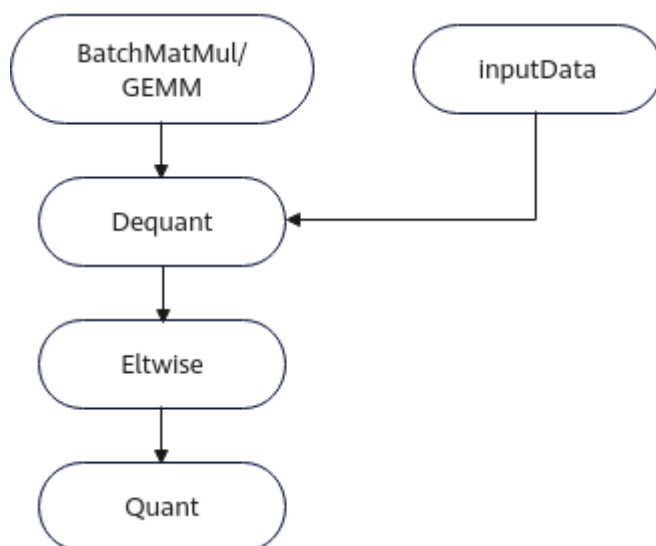 BatchMatMul/
GEMM
inputData
Dequant
Eltwise
Quant